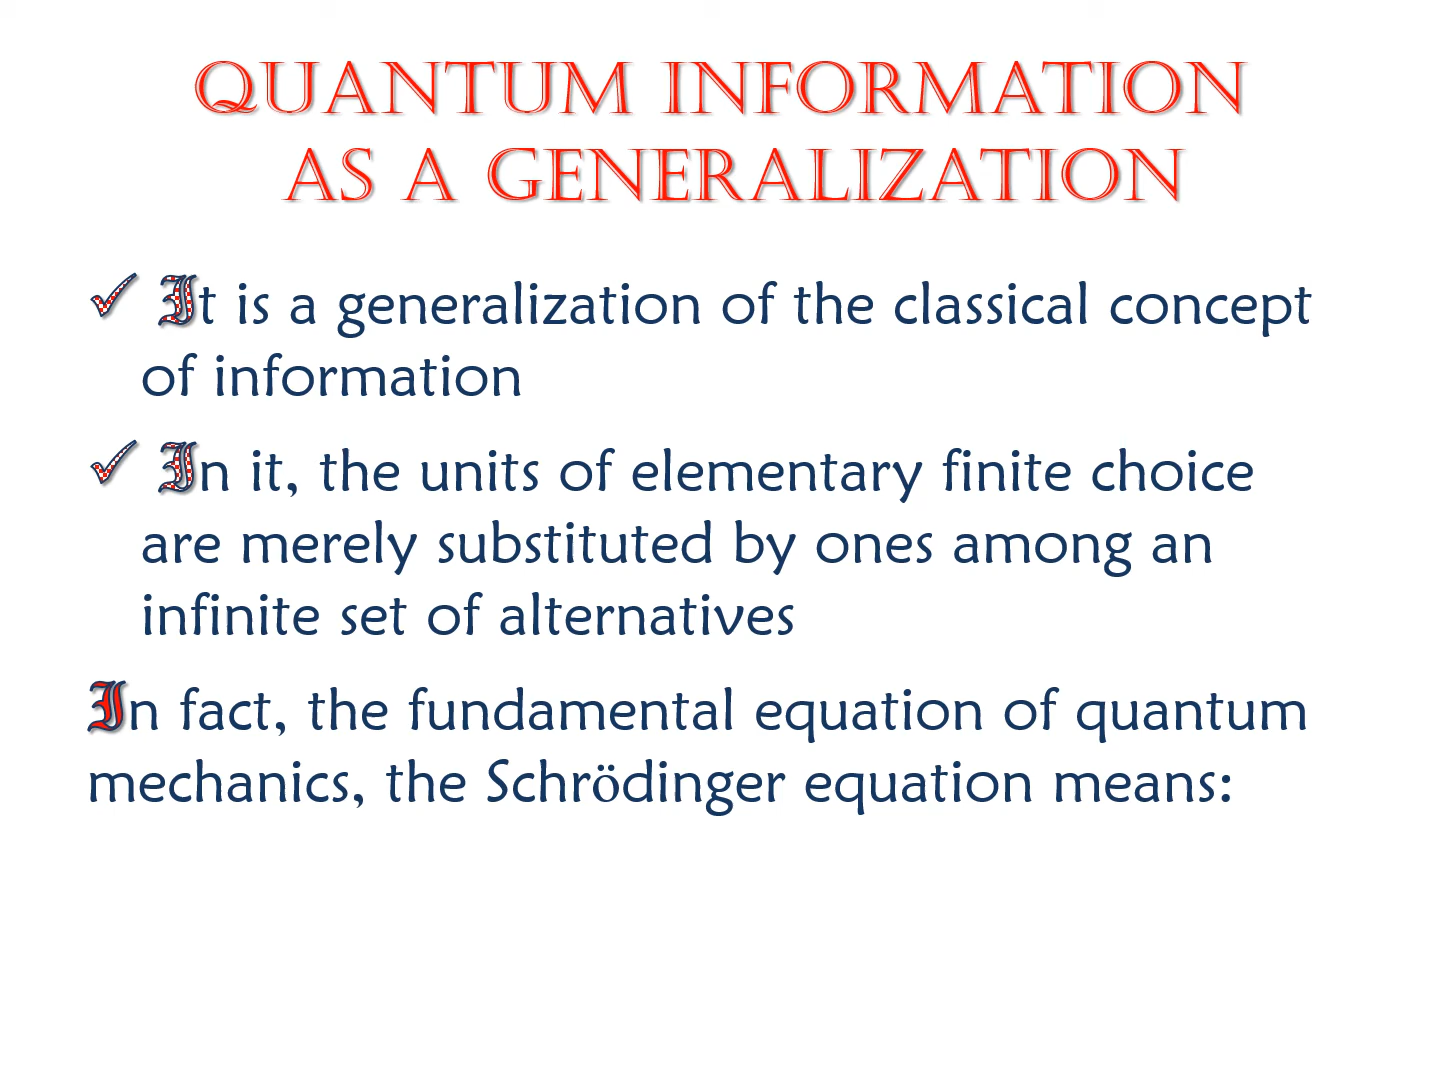 QUANTUM INFORMATION
AS A GENERALIZATION
✓ It is a generalization of the classical concept
of information
✓ In it, the units of elementary finite choice
are merely substituted by ones among an
infinite set of alternatives
In fact, the fundamental equation of quantum
mechanics, the Schrödinger equation means: